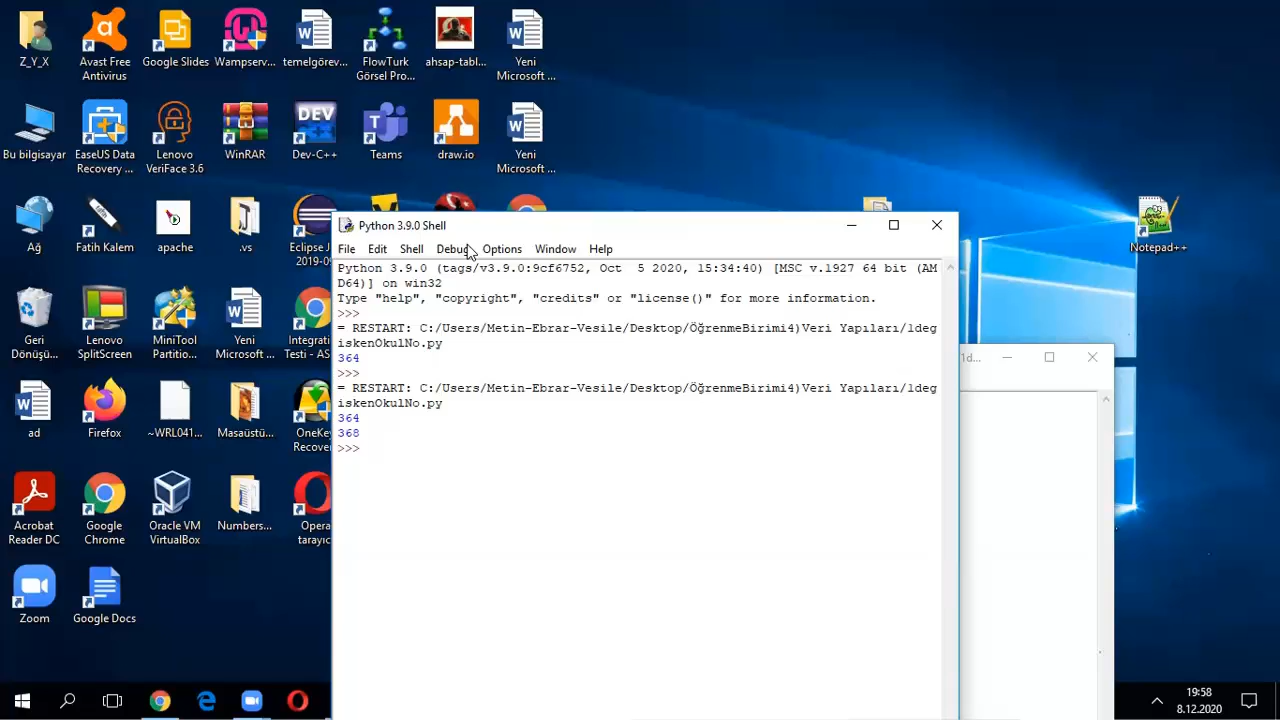 Z_Y_X
Avast Free
Antivirus
Google Slides
Wampserv...
temelgörev...
FlowTurk
Görsel Pro...
ahsap-tabl...
Yeni
Microsoft ...
Bu bilgisayar
EaseUS Data
Recovery ...
Lenovo
VeriFace 3.6
WinRAR
DEV
Dev-C++
Teams
draw.io
Yeni
Microsoft ...
Ağ
Fatih Kalem
apache
.vs
Eclipse J
2019-09
Notepad++
Geri
Dönüşü...
Lenovo
SplitScreen
MiniTool
Partitio...
Yeni
Microsoft ...
Integrati
Testi - AS
ad
Firefox
~WRL041...
Masaüstü...
OneKey
Recover
Acrobat
Reader DC
Google
Chrome
Oracle VM
VirtualBox
Numbers...
Opera
tarayıc
Zoom
Google Docs
Python 3.9.0 Shell
File Edit Shell Debug Options Window Help
Python 3.9.0 (tags/v3.9.0:9cf6752, Oct  5 2020, 15:34:40) [MSC v.1927 64 bit (AM
D64)] on win32
Type "help", "copyright", "credits" or "license()" for more information.
>>>
= RESTART: C:/Users/Metin-Ebrar-Vesile/Desktop/ÖğrenmeBirimi4)Veri Yapıları/1deg
iskenOkulNo.py
364
>>>
= RESTART: C:/Users/Metin-Ebrar-Vesile/Desktop/ÖğrenmeBirimi4)Veri Yapıları/1deg
iskenOkulNo.py
364
368
>>>
1d...
19:58
8.12.2020